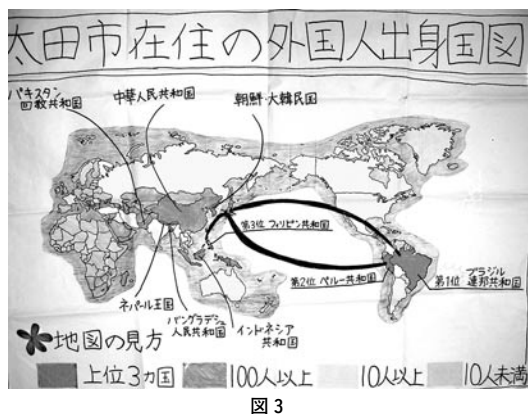 太田市在住の外国人出身国図
パキスタン
回教共和国
中華人民共和国
朝鮮・大韓民国
第3位 フィリピン共和国
第2位 ペルー共和国
第1位 ブラジル
連邦共和国
ネパール王国
バングラデシュ
人民共和国
インドネシア
共和国
地図の見方
上位3カ国
100人以上
10人以上
10人未満
図3